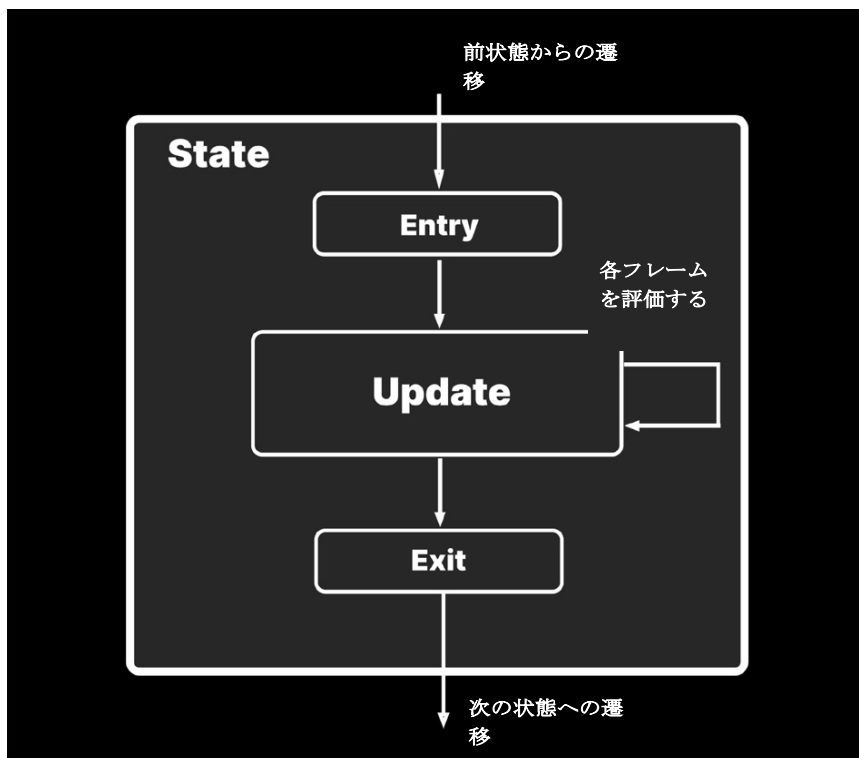 前状態からの遷
移
State
Entry
各フレーム
を評価する
Update
Exit
次の状態への遷
移